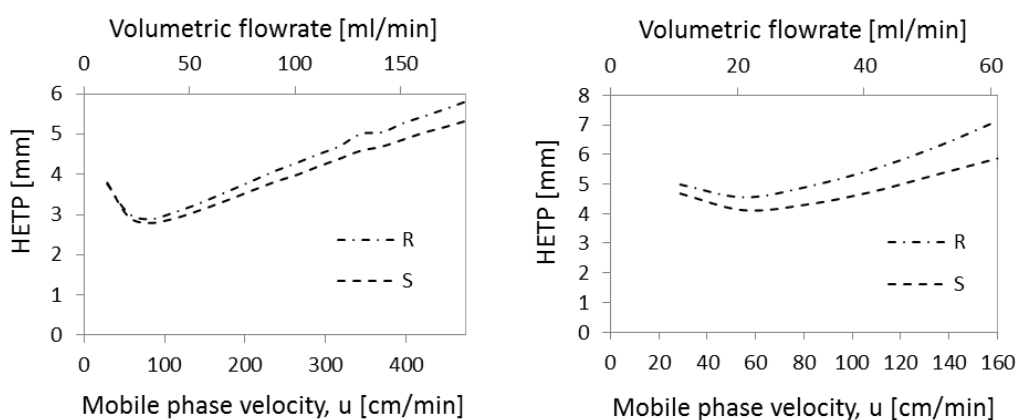 Volumetric flowrate [ml/min]
0 50 100 150
6
5
4
3
2
1
0
HETP [mm]
R
S
0 100 200 300 400
Mobile phase velocity, u [cm/min]
Volumetric flowrate [ml/min]
0 20 40 60
8
7
6
5
4
3
2
1
0
HETP [mm]
R
S
0 20 40 60 80 100 120 140 160
Mobile phase velocity, u [cm/min]